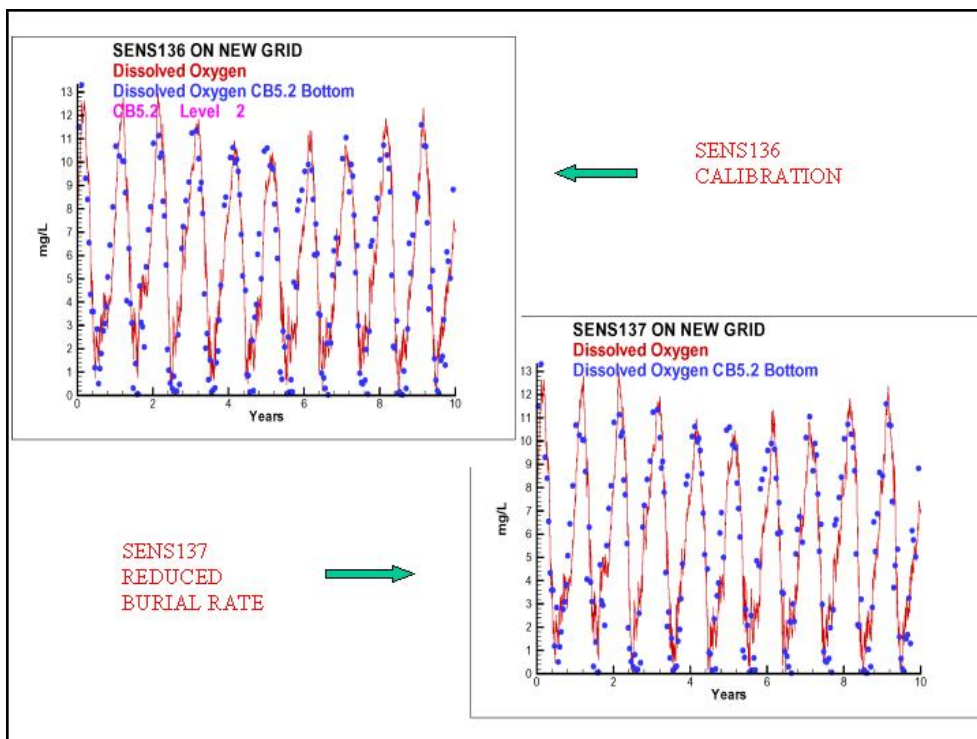 SENS136 ON NEW GRID
Dissolved Oxygen
Dissolved Oxygen CB5.2 Bottom
CB5.2 Level 2
13
12
11
10
9
8
7
6
5
4
3
2
1
0
mg/L
0 2 4 6 8 10
Years
SENS136
CALIBRATION
SENS137
REDUCED
BURIAL RATE
SENS137 ON NEW GRID
Dissolved Oxygen
Dissolved Oxygen CB5.2 Bottom
13
12
11
10
9
8
7
6
5
4
3
2
1
0
mg/L
0 2 4 6 8 10
Years